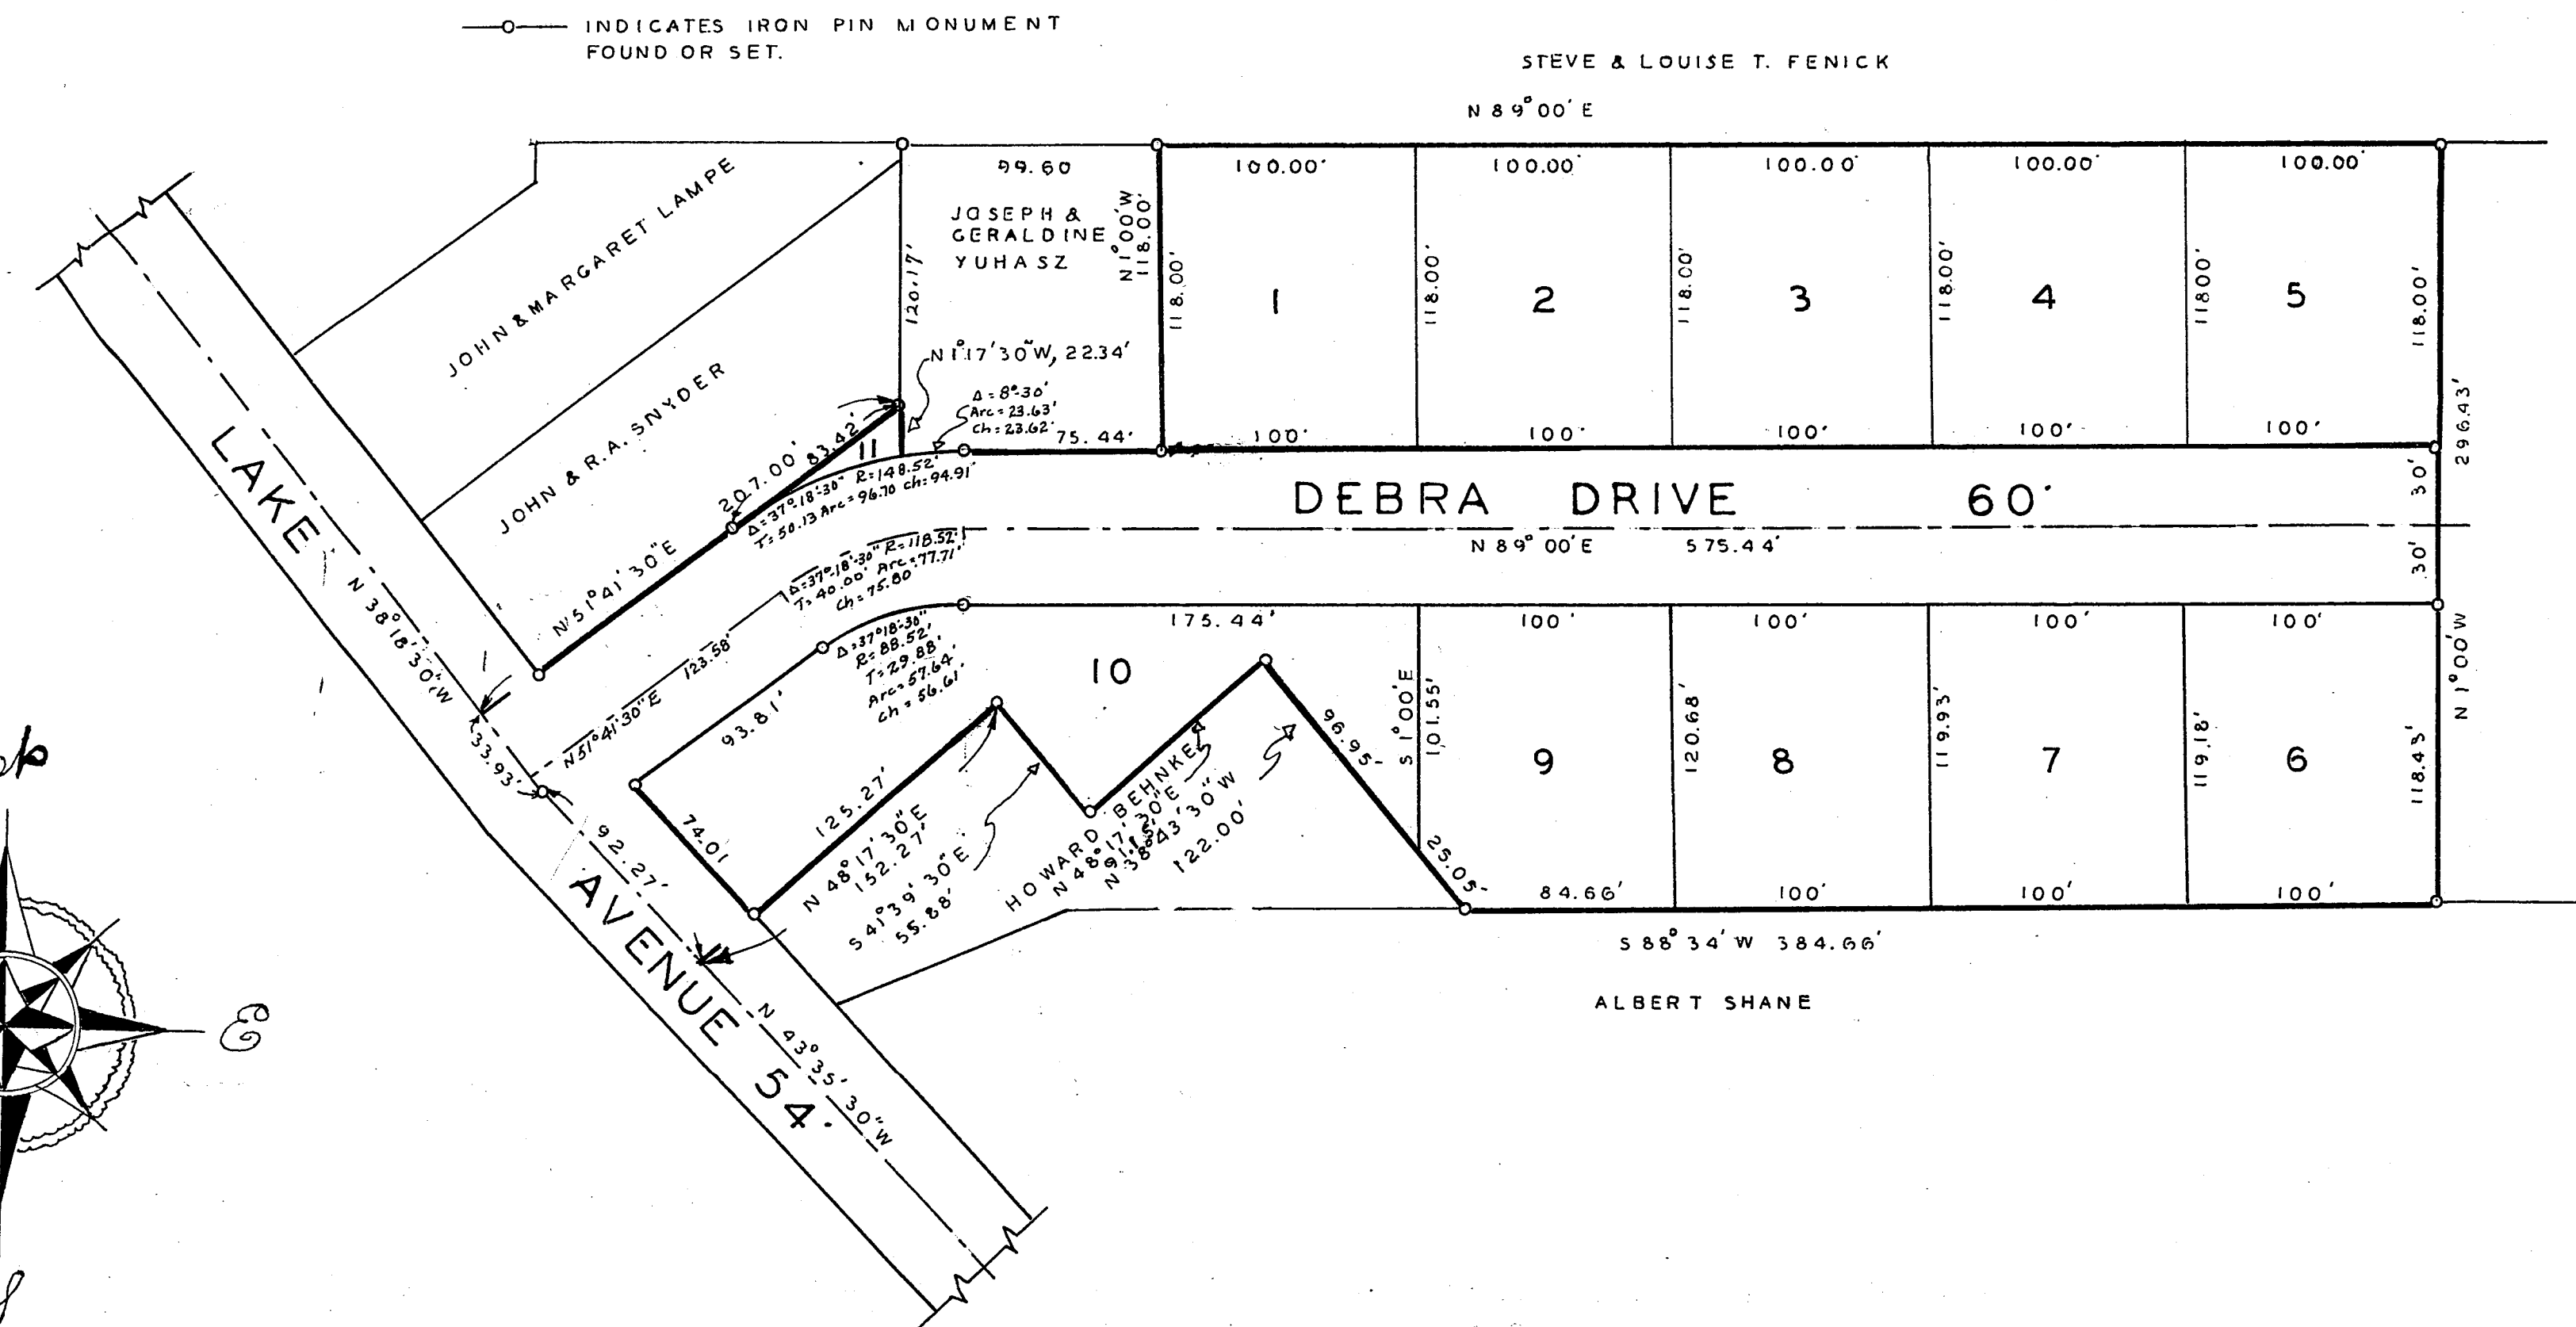 INDICATES IRON PIN MONUMENT
FOUND OR SET.
STEVE & LOUISE T. FENICK
N 89°00' E
99.60
100.00'
100.00'
100.00'
100.00'
100.00'
JOHN & MARGARET LAMPE
JOSEPH &
GERALDINE
YUHASZ
N 1°00' W
118.00'
120.17'
118.00'
118.00'
118.00'
118.00'
118.00'
118.00'
1
2
3
4
5
JOHN & R.A. SNYDER
N 1°17'30" W, 22.34'
Δ = 8°-30'
Arc = 23.63'
Ch = 23.62'
75.44'
100'
100'
100'
100'
100'
296.43'
207.00'
83.42'
11
Δ = 37°-18'-30" R = 148.52'
T = 50.13 Arc = 96.70 Ch = 94.91'
DEBRA DRIVE 60'
30'
30'
N 89°00' E 575.44'
LAKE
N 38°18'30" W
N 51°41'30" E
Δ = 37°-18'-30" R = 118.52'
T = 40.00' Arc = 77.71'
Ch = 75.80'
N 51°41'30" E 123.58'
33.93'
93.81'
Δ = 37°18'-30"
R = 88.52'
T = 29.88'
Arc = 57.64'
Ch = 56.61'
175.44'
100'
100'
100'
100'
10
S 1°00' E
101.55'
120.68'
119.93'
119.18'
118.43'
N 1°00' W
9
8
7
6
96.95'
25.05'
74.01
125.27'
92.27'
N 48°17'30" E
152.27'
S 41°39'30" E
55.88'
HOWARD BEHNKE
N 48°17'30" E
N 38°43'30" W
122.00'
84.66'
100'
100'
100'
S 88°34' W 384.66'
ALBERT SHANE
AVENUE 54'
N 43°35'30" W
E